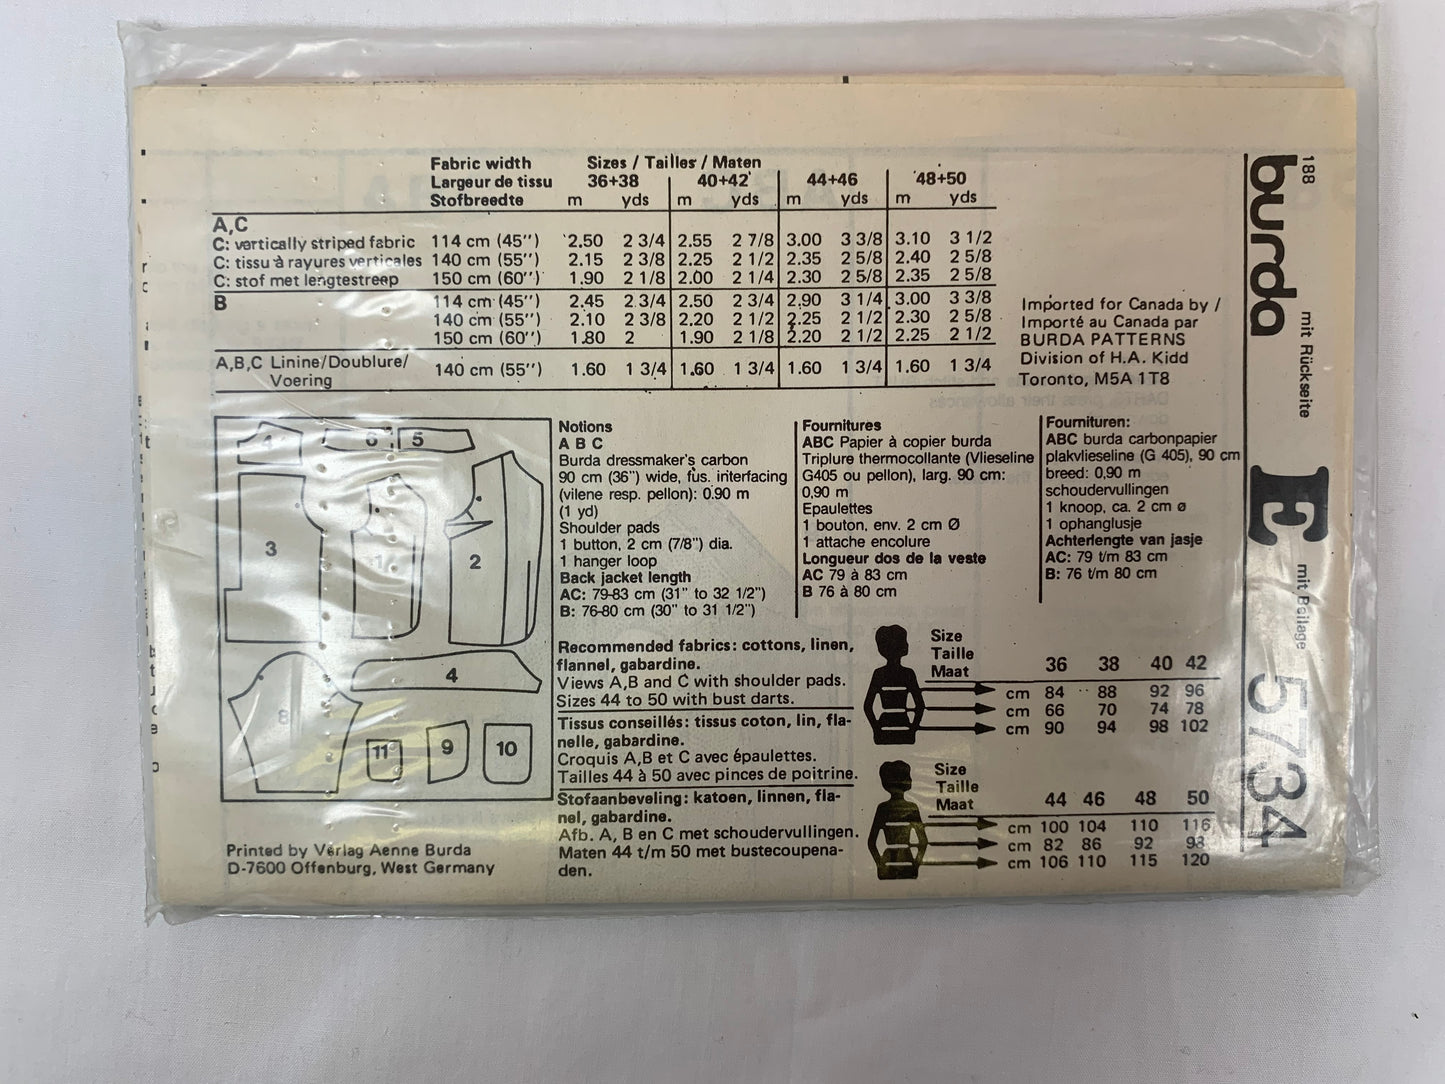 Fabric width Sizes / Tailles / Maten
Largeur de tissu 36+38 40+42 44+46 48+50
Stofbreedte m yds m yds m yds m yds
A,C
C: vertically striped fabric 114 cm (45'') 2.50 2 3/4 2.55 2 7/8 3.00 3 3/8 3.10 3 1/2
C: tissu à rayures verticales 140 cm (55'') 2.15 2 3/8 2.25 2 1/2 2.35 2 5/8 2.40 2 5/8
C: stof met lengtestreep 150 cm (60'') 1.90 2 1/8 2.00 2 1/4 2.30 2 5/8 2.35 2 5/8
B 114 cm (45'') 2.45 2 3/4 2.50 2 3/4 2.90 3 1/4 3.00 3 3/8
140 cm (55'') 2.10 2 3/8 2.20 2 1/2 2.25 2 1/2 2.30 2 5/8
150 cm (60'') 1.80 2 1.90 2 1/8 2.20 2 1/2 2.25 2 1/2
A,B,C Linine/Doublure/ 140 cm (55'') 1.60 1 3/4 1.60 1 3/4 1.60 1 3/4 1.60 1 3/4
Voering
Imported for Canada by /
Importé au Canada par
BURDA PATTERNS
Division of H.A. Kidd
Toronto, M5A 1T8
188
burda
mit Rückseite
E
mit Beilage
5734
4
6
5
3
1
2
8
4
11
9
10
Notions
A B C
Burda dressmaker's carbon
90 cm (36") wide, fus. interfacing
(vilene resp. pellon): 0.90 m
(1 yd)
Shoulder pads
1 button, 2 cm (7/8") dia.
1 hanger loop
Back jacket length
AC: 79-83 cm (31" to 32 1/2")
B: 76-80 cm (30" to 31 1/2")
Fournitures
ABC Papier à copier burda
Triplure thermocollante (Vlieseline
G405 ou pellon), larg. 90 cm:
0,90 m
Epaulettes
1 bouton, env. 2 cm Ø
1 attache encolure
Longueur dos de la veste
AC 79 à 83 cm
B 76 à 80 cm
Fournituren:
ABC burda carbonpapier
plakvlieseline (G 405), 90 cm
breed: 0,90 m
schoudervullingen
1 knoop, ca. 2 cm ø
1 ophanglusje
Achterlengte van jasje
AC: 79 t/m 83 cm
B: 76 t/m 80 cm
Recommended fabrics: cottons, linen,
flannel, gabardine.
Views A,B and C with shoulder pads.
Sizes 44 to 50 with bust darts.
Tissus conseillés: tissus coton, lin, fla-
nelle, gabardine.
Croquis A,B et C avec épaulettes.
Tailles 44 à 50 avec pinces de poitrine.
Stofaanbeveling: katoen, linnen, fla-
nel, gabardine.
Afb. A, B en C met schoudervullingen.
Maten 44 t/m 50 met bustecoupena-
den.
Size
Taille
Maat 36 38 40 42
cm 84 88 92 96
cm 66 70 74 78
cm 90 94 98 102
Size
Taille
Maat 44 46 48 50
cm 100 104 110 116
cm 82 86 92 98
cm 106 110 115 120
Printed by Verlag Aenne Burda
D-7600 Offenburg, West Germany